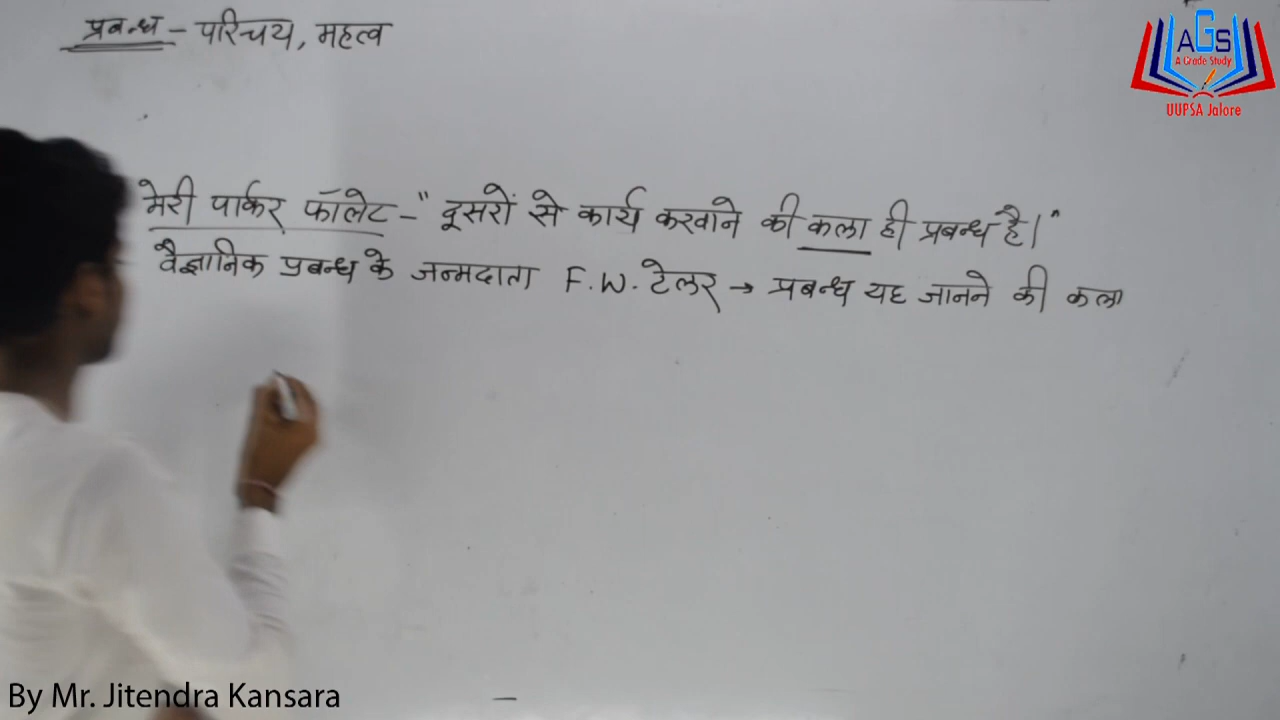 प्रबन्ध - परिचय, महत्व
AGS
A Grade Study
UUPSA Jalore
मेरी पार्कर फॉलेट - " दूसरों से कार्य करवाने की कला ही प्रबन्ध है। "
वैज्ञानिक प्रबन्ध के जन्मदाता F.W. टेलर → प्रबन्ध यह जानने की कला
By Mr. Jitendra Kansara